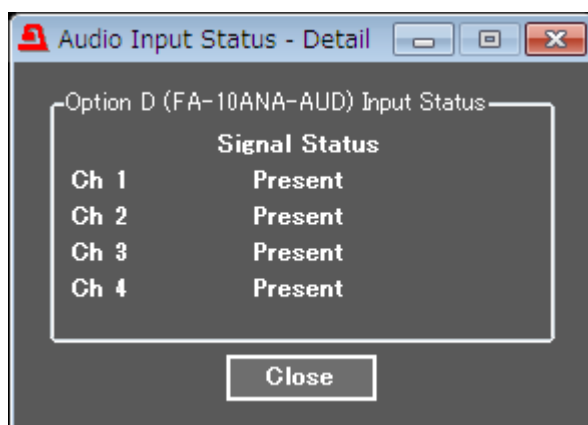 Audio Input Status - Detail
Option D (FA-10ANA-AUD) Input Status
Signal Status
Ch 1 Present
Ch 2 Present
Ch 3 Present
Ch 4 Present
Close